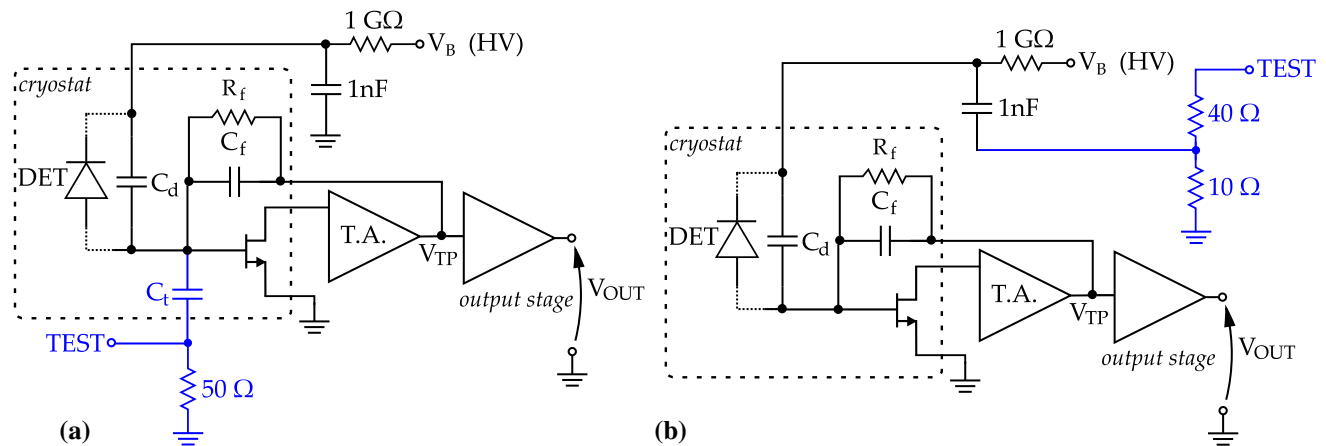 1 GΩ
V_B (HV)
cryostat
1nF
R_f
C_f
DET
C_d
T.A.
V_TP
output stage
V_OUT
C_t
TEST
50 Ω
(a)
1 GΩ
V_B (HV)
TEST
1nF
40 Ω
cryostat
R_f
10 Ω
C_f
DET
C_d
T.A.
V_TP
output stage
V_OUT
(b)